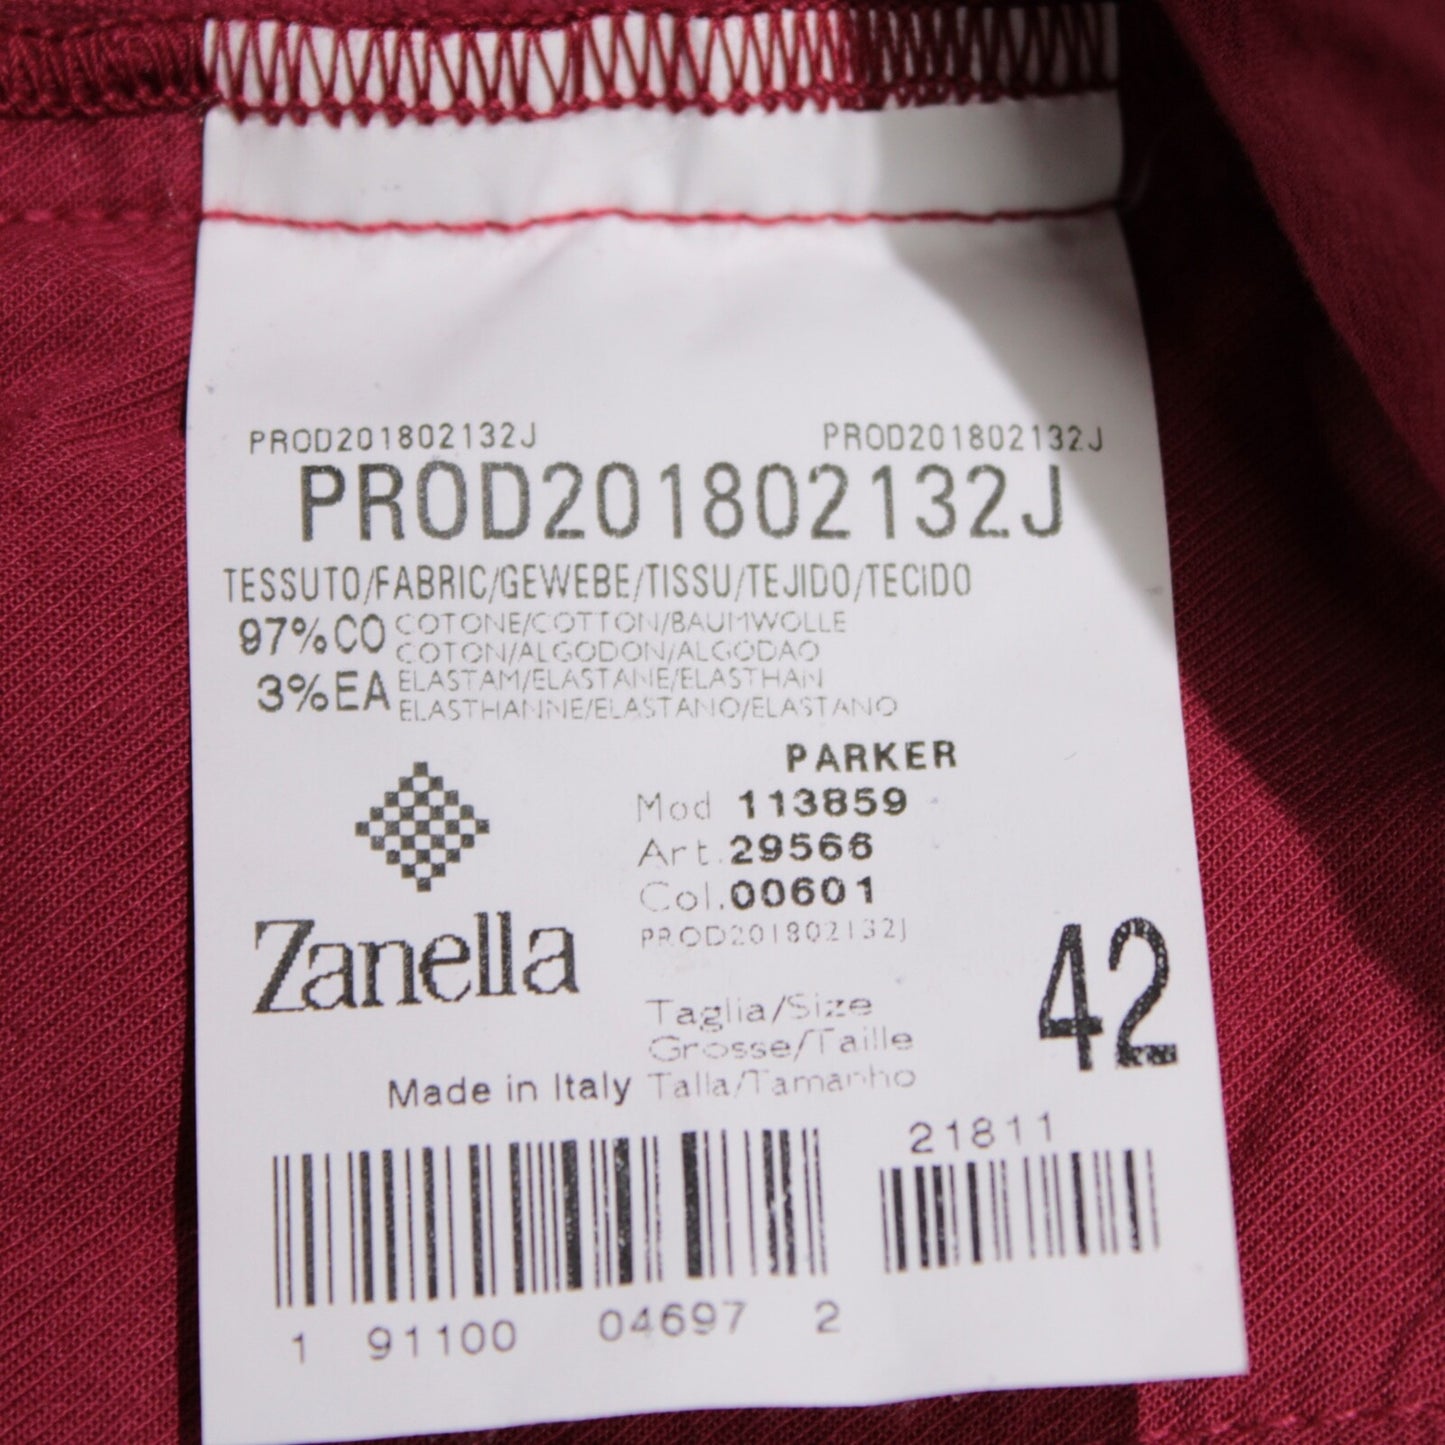 PROD201802132J PROD201802132J
PROD201802132J
TESSUTO/FABRIC/GEWEBE/TISSU/TEJIDO/TECIDO
97%CO COTONE/COTTON/BAUMWOLLE
COTON/ALGODON/ALGODAO
3%EA ELASTAM/ELASTANE/ELASTHAN
ELASTHANNE/ELASTANO/ELASTANO
PARKER
Mod 113859
Art. 29566
Col. 00601
PROD201802132J
Zanella
42
Taglia/Size
Grosse/Taille
Made in Italy Talla/Tamanho
21811
1 91100 04697 2